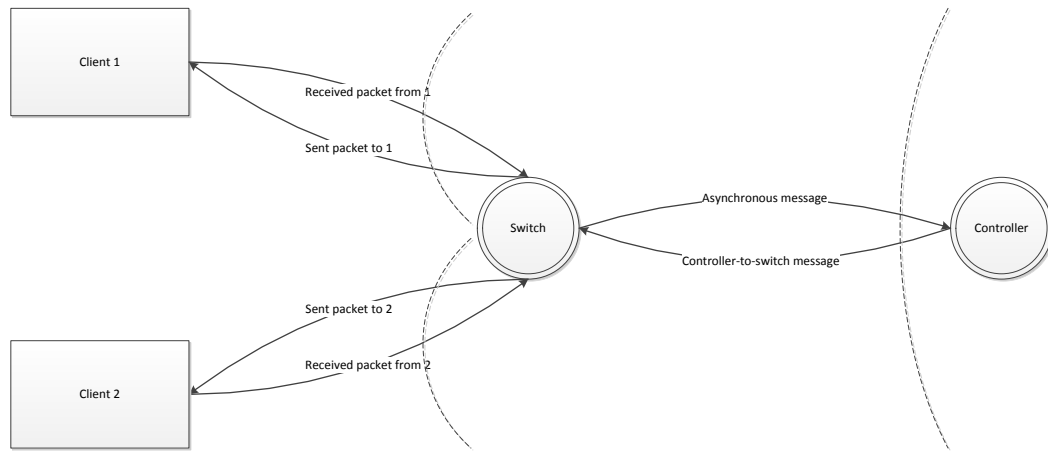 Client 1
Received packet from 1
Sent packet to 1
Asynchronous message
Switch
Controller
Controller-to-switch message
Sent packet to 2
Received packet from 2
Client 2